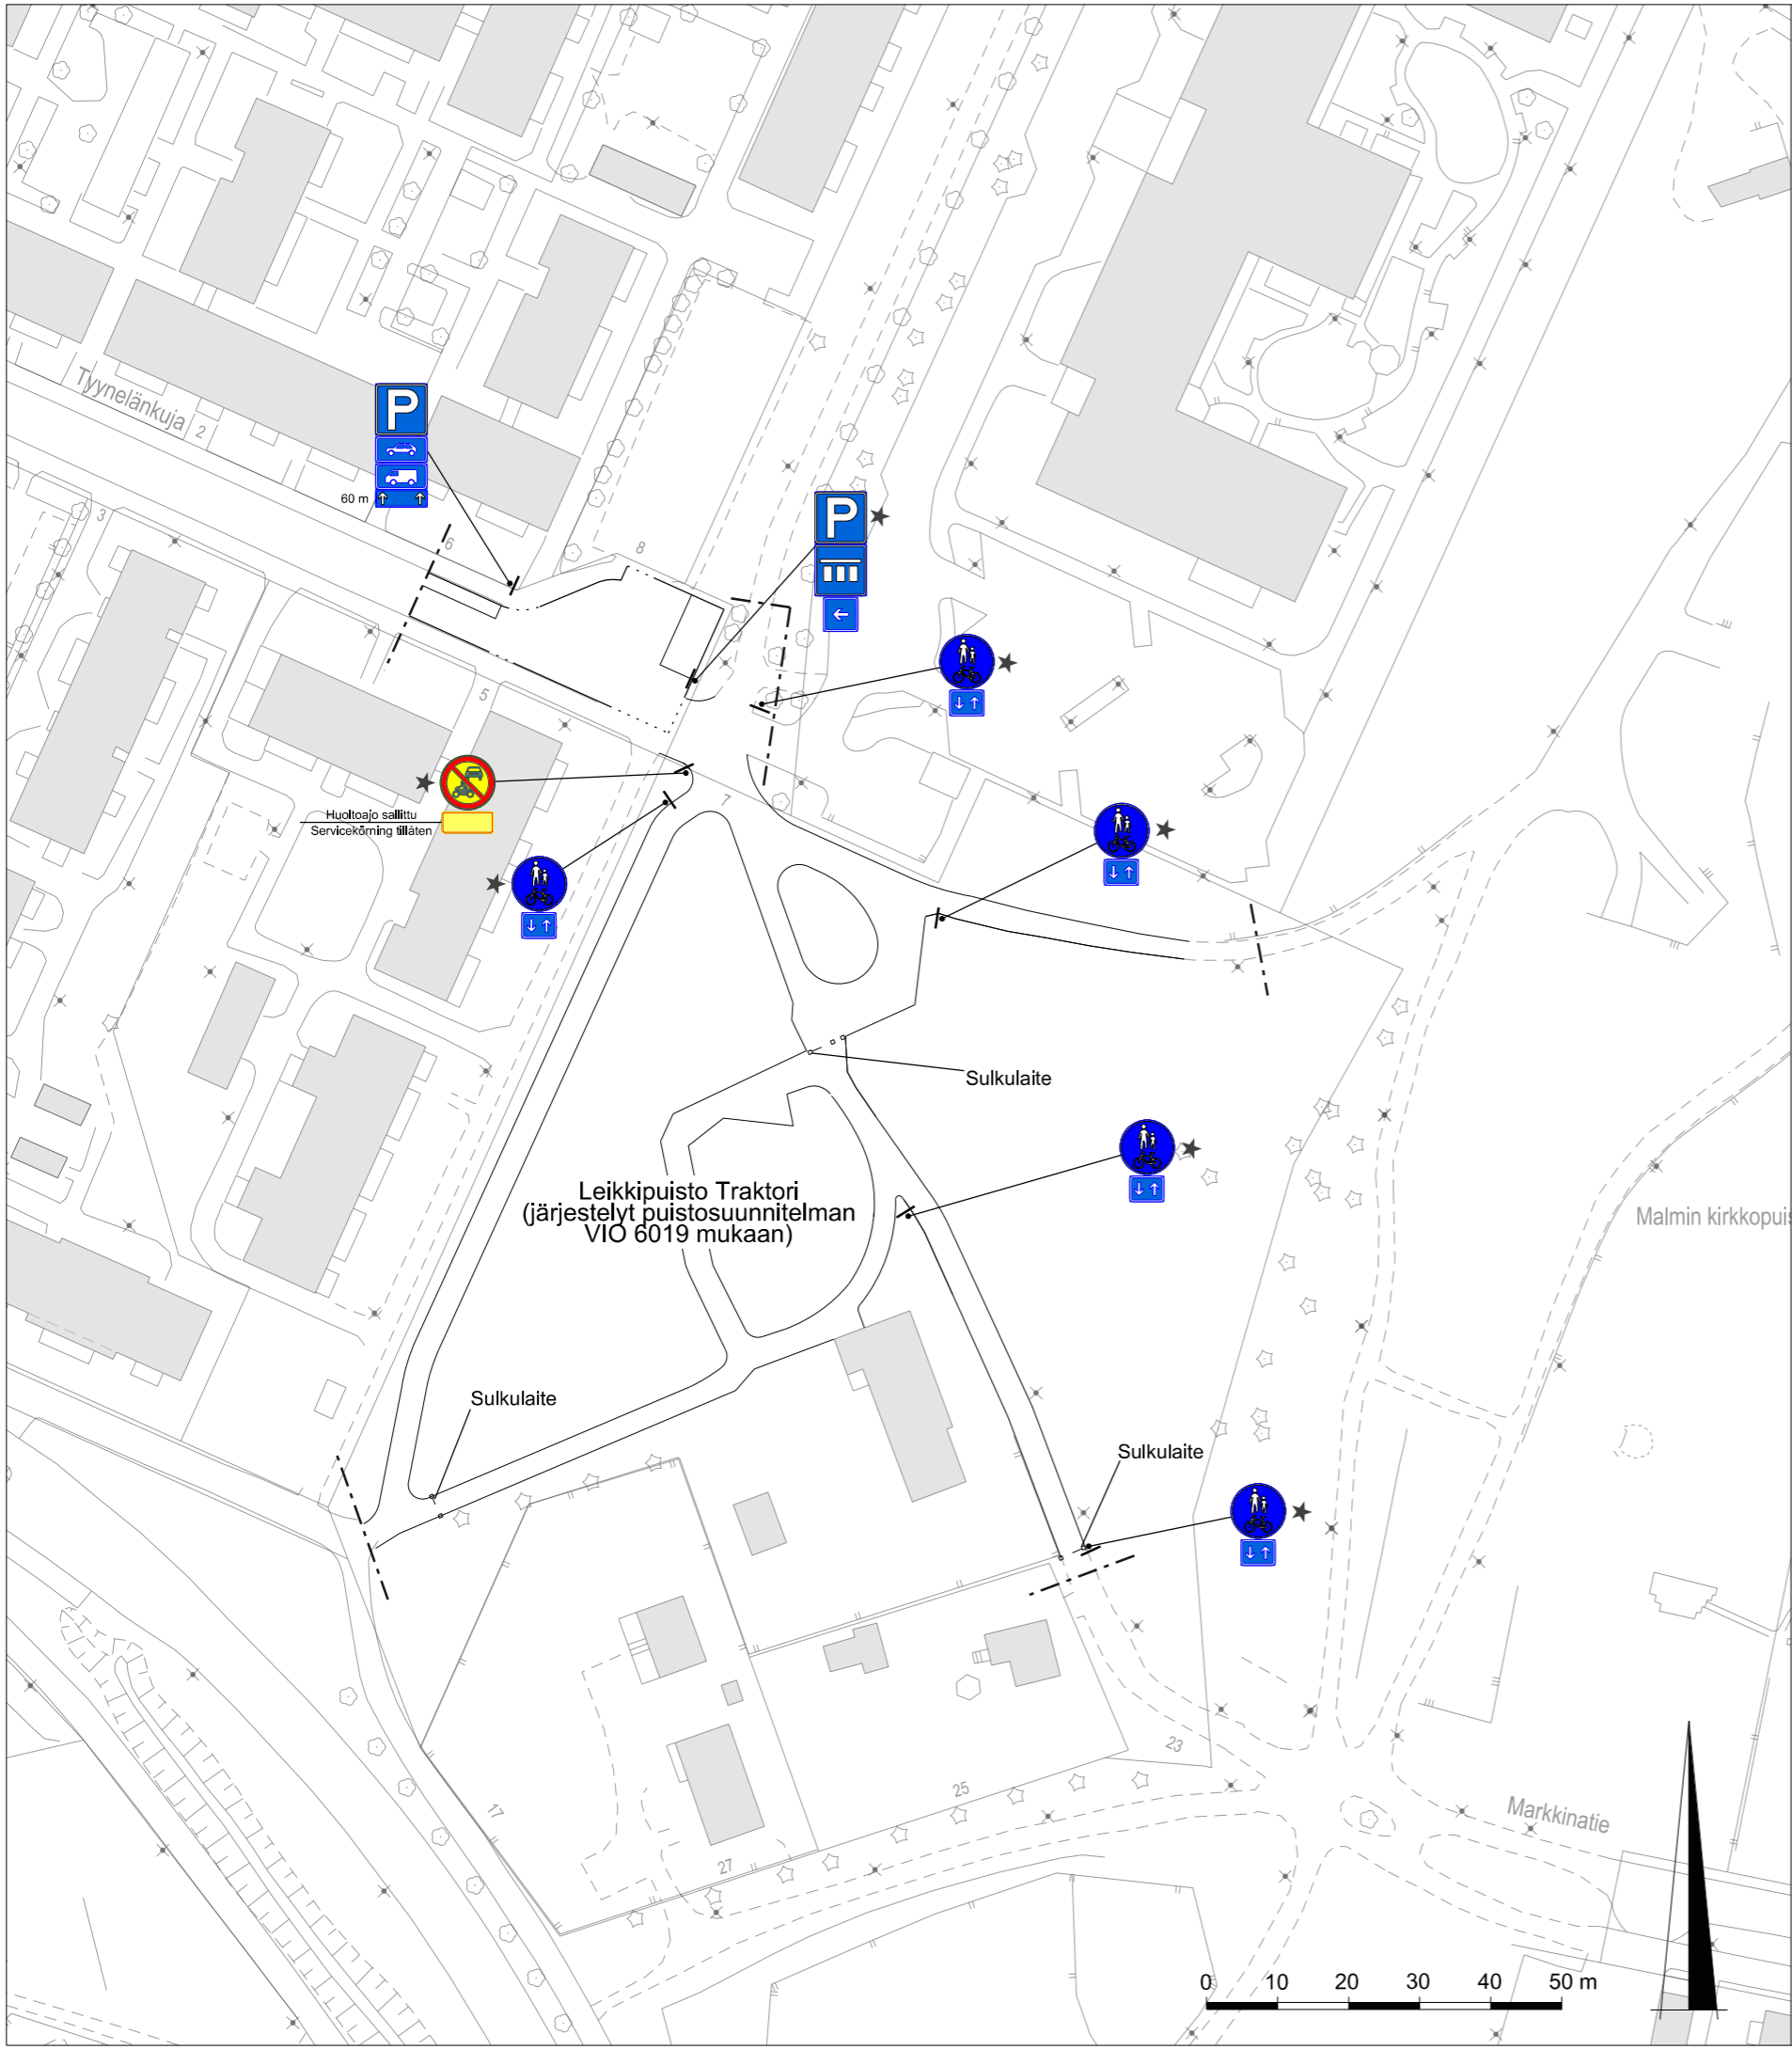 Tyynelänkuja
2
P
60 m
3
6
8
P
5
Huoltoajo sallittu
Servicekörning tillåten
7
Sulkulaite
Leikkipuisto Traktori
(järjestelyt puistosuunnitelman
VIO 6019 mukaan)
Malmin kirkkopuis
Sulkulaite
Sulkulaite
23
25
17
27
Markkinatie
0 10 20 30 40 50 m